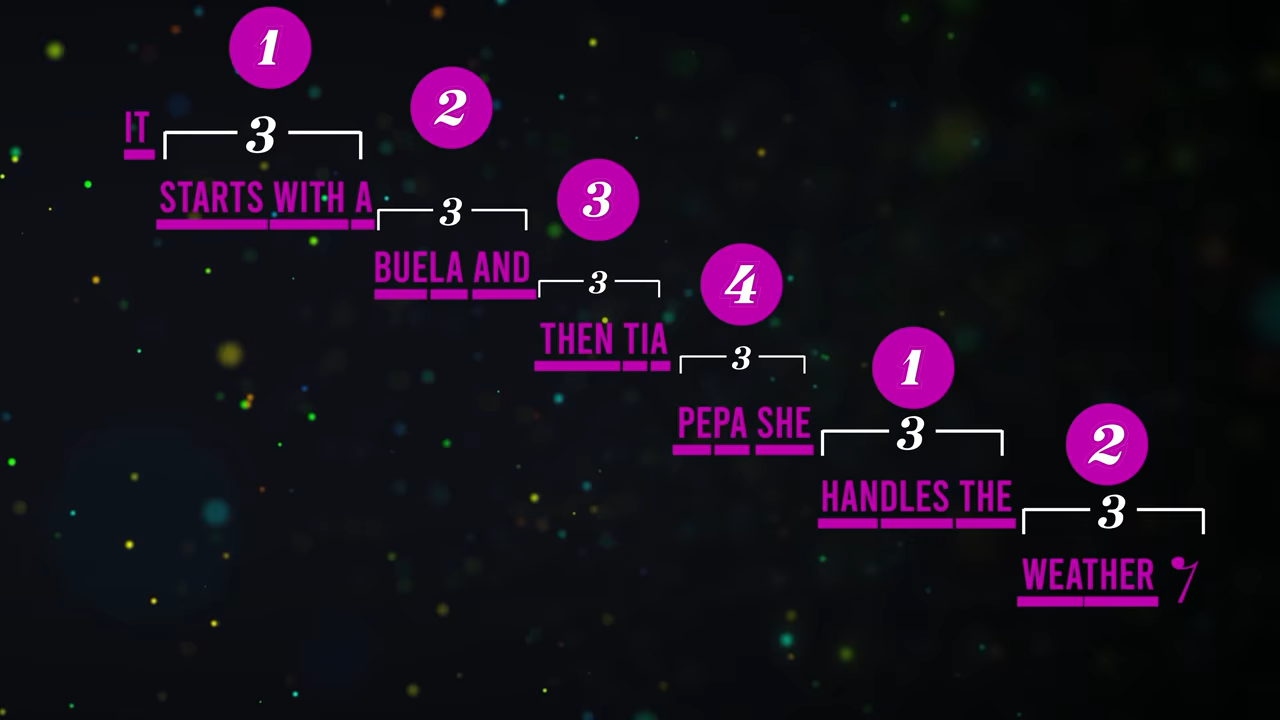 1
2
IT 3
3
STARTS WITH A 3
4
BUELA AND 3
THEN TIA 3
1
PEPA SHE 3
2
HANDLES THE 3
WEATHER